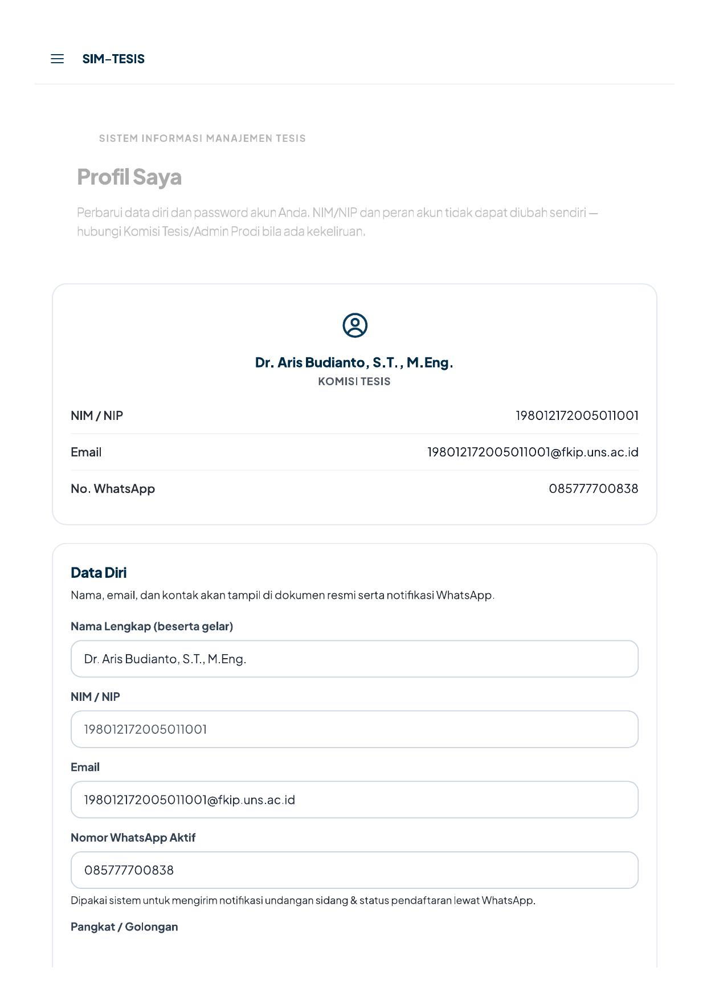 SIM-TESIS
SISTEM INFORMASI MANAJEMEN TESIS
Profil Saya
Perbarui data diri dan password akun Anda. NIM/NIP dan peran akun tidak dapat diubah sendiri —
hubungi Komisi Tesis/Admin Prodi bila ada kekeliruan.
Dr. Aris Budianto, S.T., M.Eng.
KOMISI TESIS
NIM / NIP 198012172005011001
Email 198012172005011001@fkip.uns.ac.id
No. WhatsApp 085777700838
Data Diri
Nama, email, dan kontak akan tampil di dokumen resmi serta notifikasi WhatsApp.
Nama Lengkap (beserta gelar)
Dr. Aris Budianto, S.T., M.Eng.
NIM / NIP
198012172005011001
Email
198012172005011001@fkip.uns.ac.id
Nomor WhatsApp Aktif
085777700838
Dipakai sistem untuk mengirim notifikasi undangan sidang & status pendaftaran lewat WhatsApp.
Pangkat / Golongan